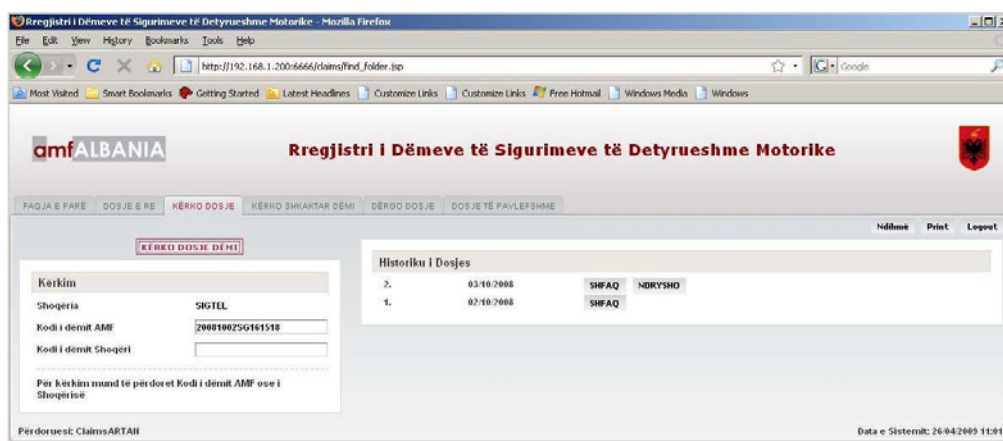 Rregjistri i Dëmeve të Sigurimeve të Detyrueshme Motorike - Mozilla Firefox
File Edit View History Bookmarks Tools Help
http://192.168.1.200:6666/claims/find_folder.jsp Google
Most Visited Smart Bookmarks Getting Started Latest Headlines Customize Links Customize Links Free Hotmail Windows Media Windows
amfALBANIA Rregjistri i Dëmeve të Sigurimeve të Detyrueshme Motorike
FAQJA E PARË DOSJE E RE KËRKO DOSJE KËRKO SHKAKTAR DËMI DËRGO DOSJE DOSJE TË PAVLEFSHME
Ndihmë Print Logout
KËRKO DOSJE DËMI
Kerkim
Shoqëria SIGTEL
Kodi i dëmit AMF 20081002SG161518
Kodi i dëmit Shoqëri
Për kërkim mund të përdoret Kodi i dëmit AMF ose i
Shoqërisë
Historiku i Dosjes
2. 03/10/2008 SHFAQ NDRYSHO
1. 02/10/2008 SHFAQ
Përdoruesi: ClaimsARTAN Data e Sistemit: 26/04/2009 11:01